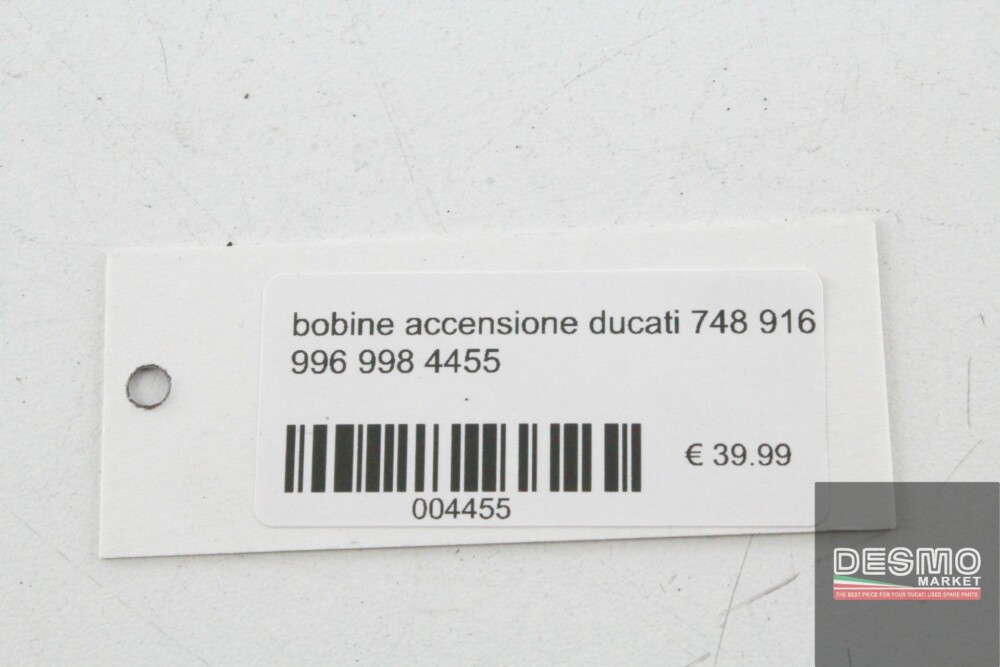 bobine accensione ducati 748 916
996 998 4455
€ 39.99
004455
DESMO
MARKET
THE BEST PRICE FOR YOUR DUCATI USED SPARE PARTS